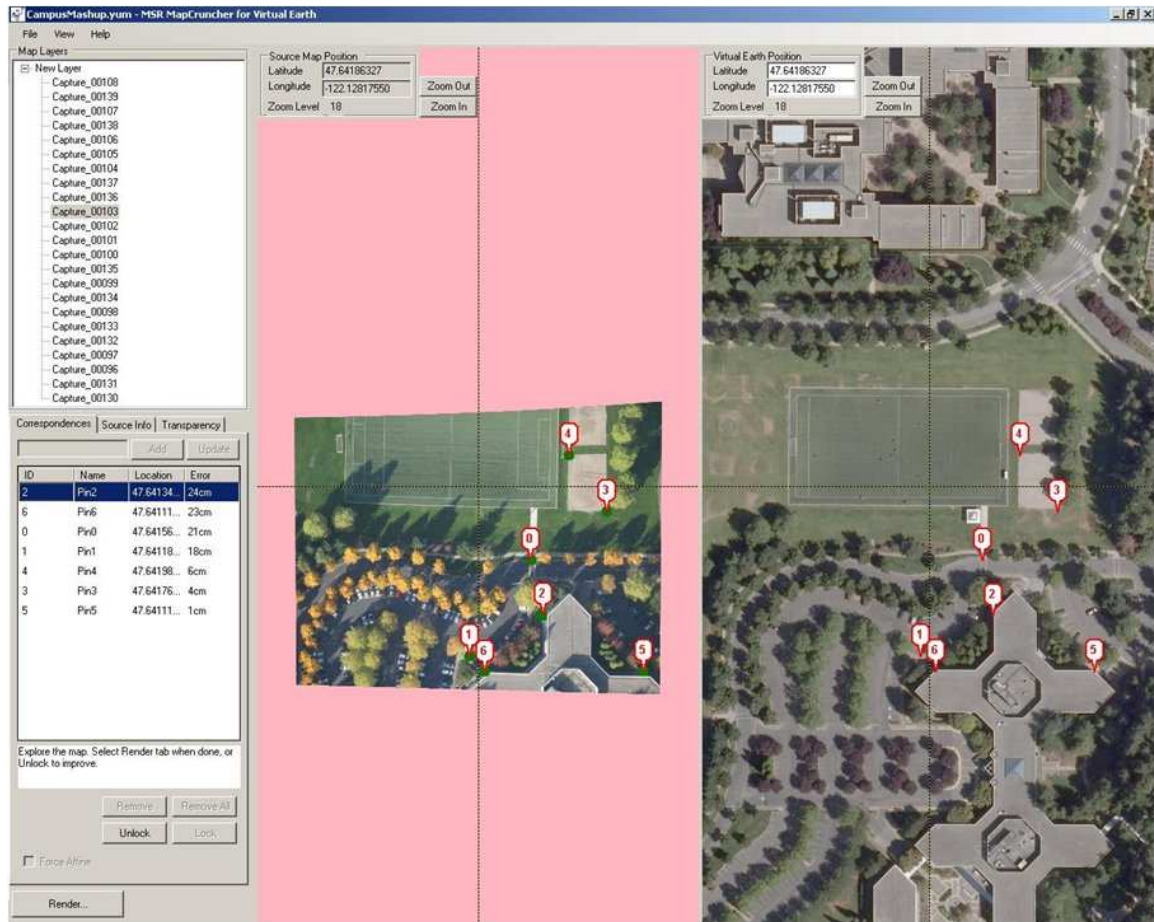 CampusMashup.yum - MSR MapCruncher for Virtual Earth
File View Help
Map Layers
New Layer
Capture_00108
Capture_00139
Capture_00107
Capture_00138
Capture_00106
Capture_00105
Capture_00104
Capture_00137
Capture_00136
Capture_00103
Capture_00102
Capture_00101
Capture_00100
Capture_00135
Capture_00099
Capture_00134
Capture_00098
Capture_00133
Capture_00132
Capture_00097
Capture_00096
Capture_00131
Capture_00130
Correspondences Source Info Transparency
Add Update
ID Name Location Error
2 Pin2 47.64134... 24cm
6 Pin6 47.64111... 23cm
0 Pin0 47.64156... 21cm
1 Pin1 47.64118... 18cm
4 Pin4 47.64198... 6cm
3 Pin3 47.64176... 4cm
5 Pin5 47.64111... 1cm
Explore the map. Select Render tab when done, or
Unlock to improve.
Remove Remove All
Unlock Lock
Force Affine
Render...
Source Map Position
Latitude 47.64186327
Longitude -122.12817550
Zoom Level 18
Zoom Out
Zoom In
4
3
0
2
1
6
5
Virtual Earth Position
Latitude 47.64186327
Longitude -122.12817550
Zoom Level 18
Zoom Out
Zoom In
4
3
0
2
1
6
5